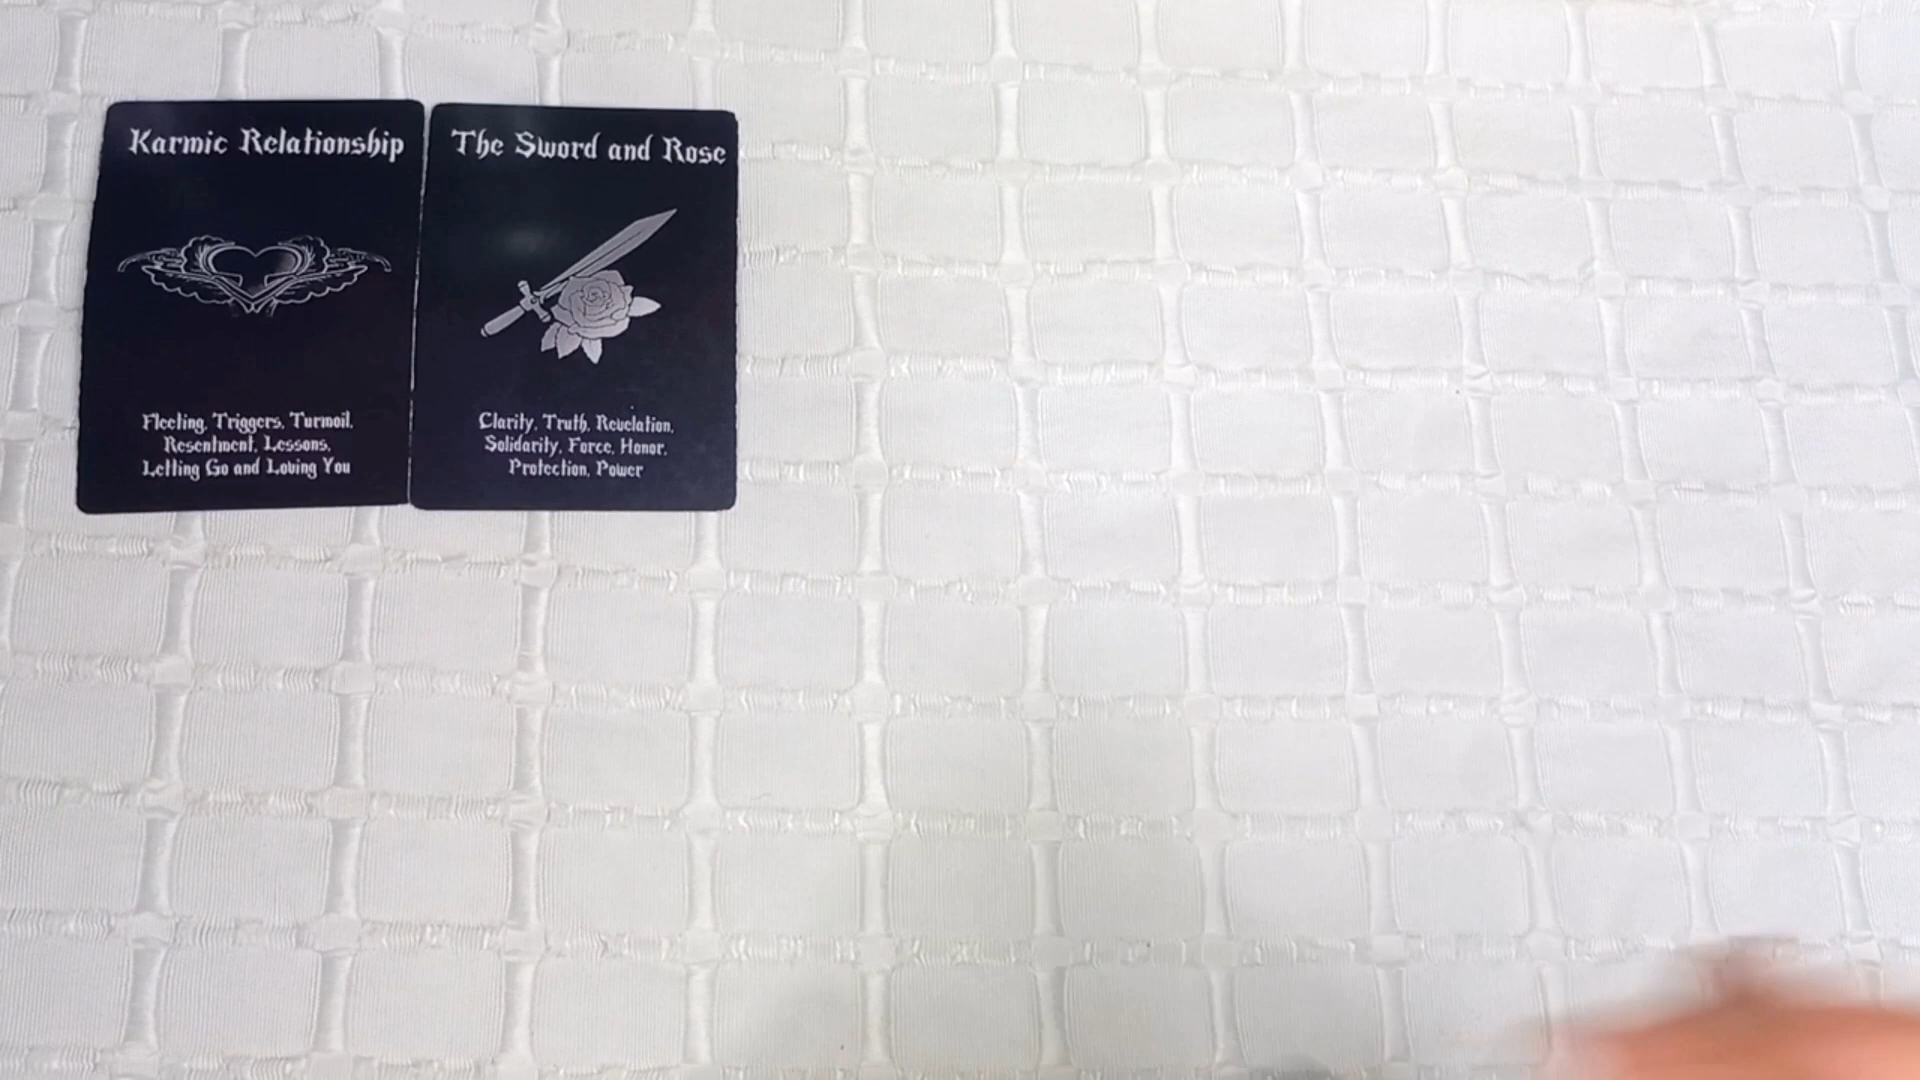 Karmic Relationship
Fleeting, Triggers, Turmoil,
Resentment, Lessons,
Letting Go and Loving You
The Sword and Rose
Clarity, Truth, Revelation,
Solidarity, Force, Honor,
Protection, Power